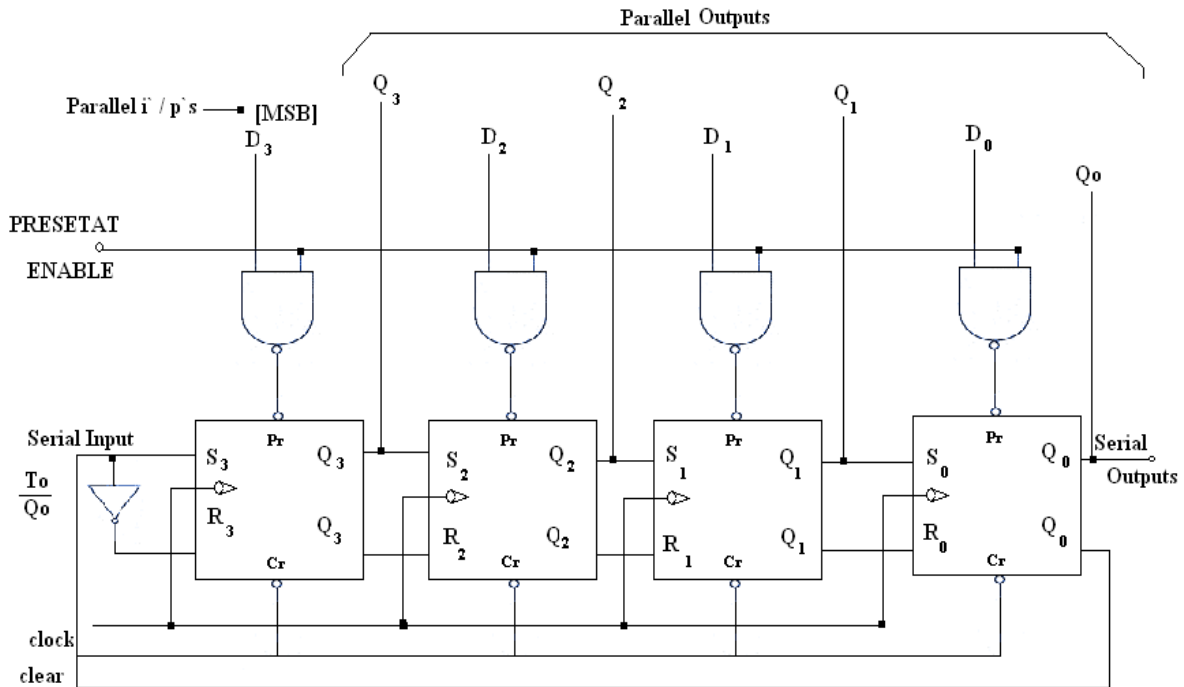 Parallel Outputs
Q3 Q2 Q1
Parallel i` / p`s [MSB]
D3 D2 D1 D0
Qo
PRESETAT
ENABLE
Pr Pr Pr Pr
Serial Input S3 Q3 S2 Q2 S1 Q1 S0 Q0 Serial
Outputs
To
Qo
R3 Q3 R2 Q2 R1 Q1 R0 Q0
Cr Cr Cr Cr
clock
clear